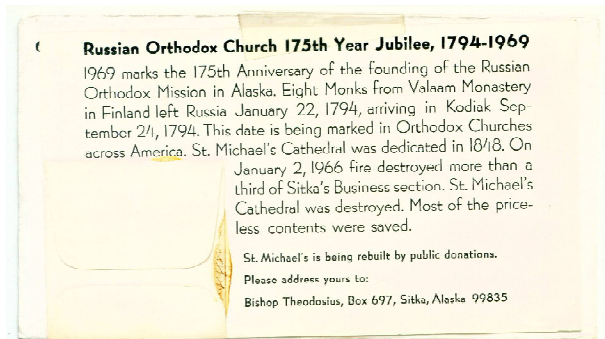 Russian Orthodox Church 175th Year Jubilee, 1794-1969
1969 marks the 175th Anniversary of the founding of the Russian
Orthodox Mission in Alaska. Eight Monks from Valaam Monastery
in Finland left Russia January 22, 1794, arriving in Kodiak Sep-
tember 24, 1794. This date is being marked in Orthodox Churches
across America. St. Michael's Cathedral was dedicated in 1848. On
January 2, 1966 fire destroyed more than a
third of Sitka's Business section. St. Michael's
Cathedral was destroyed. Most of the price-
less contents were saved.
St. Michael's is being rebuilt by public donations.
Please address yours to:
Bishop Theodosius, Box 697, Sitka, Alaska 99835